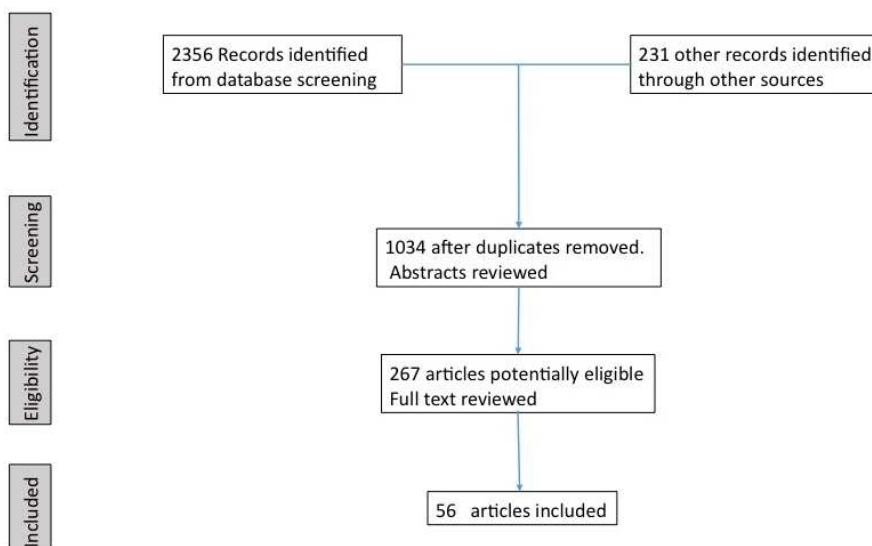 Identification
2356 Records identified
from database screening
231 other records identified
through other sources
Screening
1034 after duplicates removed.
Abstracts reviewed
Eligibility
267 articles potentially eligible
Full text reviewed
Included
56 articles included